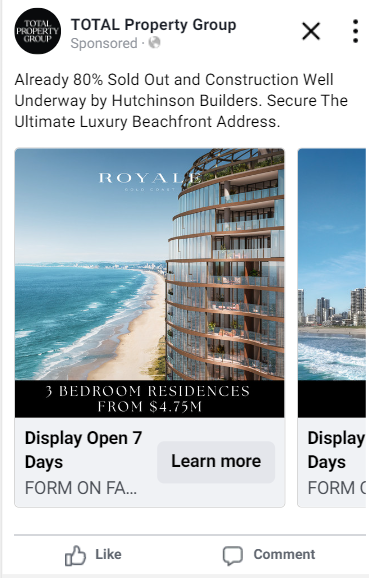 TOTAL
PROPERTY
GROUP
TOTAL Property Group
Sponsored ·
Already 80% Sold Out and Construction Well
Underway by Hutchinson Builders. Secure The
Ultimate Luxury Beachfront Address.
ROYALE
GOLD COAST
3 BEDROOM RESIDENCES
FROM $4.75M
Display Open 7
Days
FORM ON FA...
Learn more
Display
Days
FORM
Like
Comment